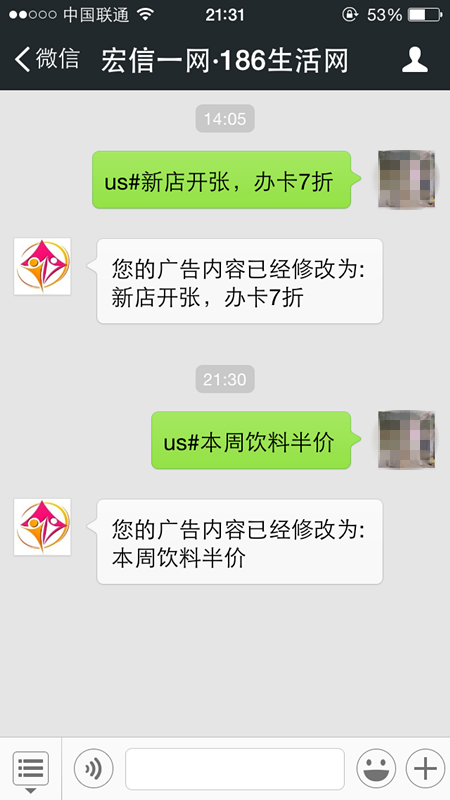 中国联通 21:31 53%
微信 宏信一网·186生活网
14:05
us#新店开张，办卡7折
您的广告内容已经修改为:
新店开张，办卡7折
21:30
us#本周饮料半价
您的广告内容已经修改为:
本周饮料半价